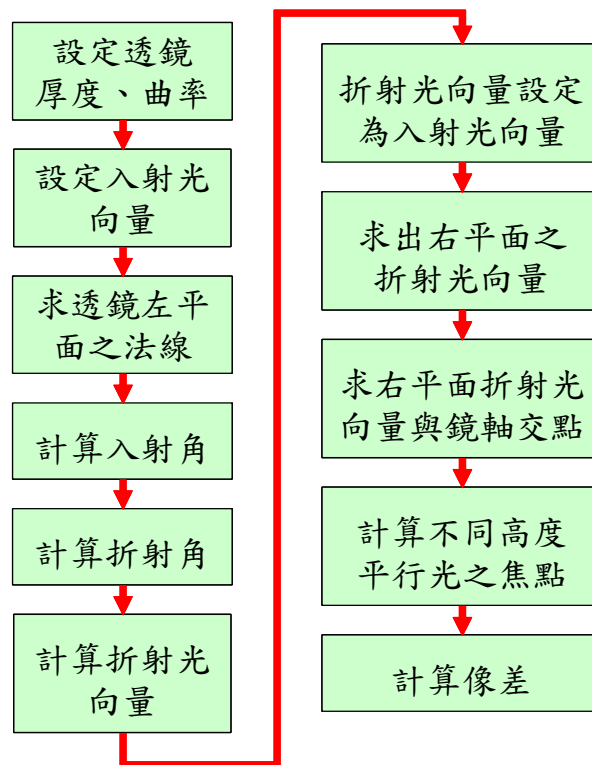 設定透鏡
厚度、曲率
設定入射光
向量
求透鏡左平
面之法線
計算入射角
計算折射角
計算折射光
向量
折射光向量設定
為入射光向量
求出右平面之
折射光向量
求右平面折射光
向量與鏡軸交點
計算不同高度
平行光之焦點
計算像差